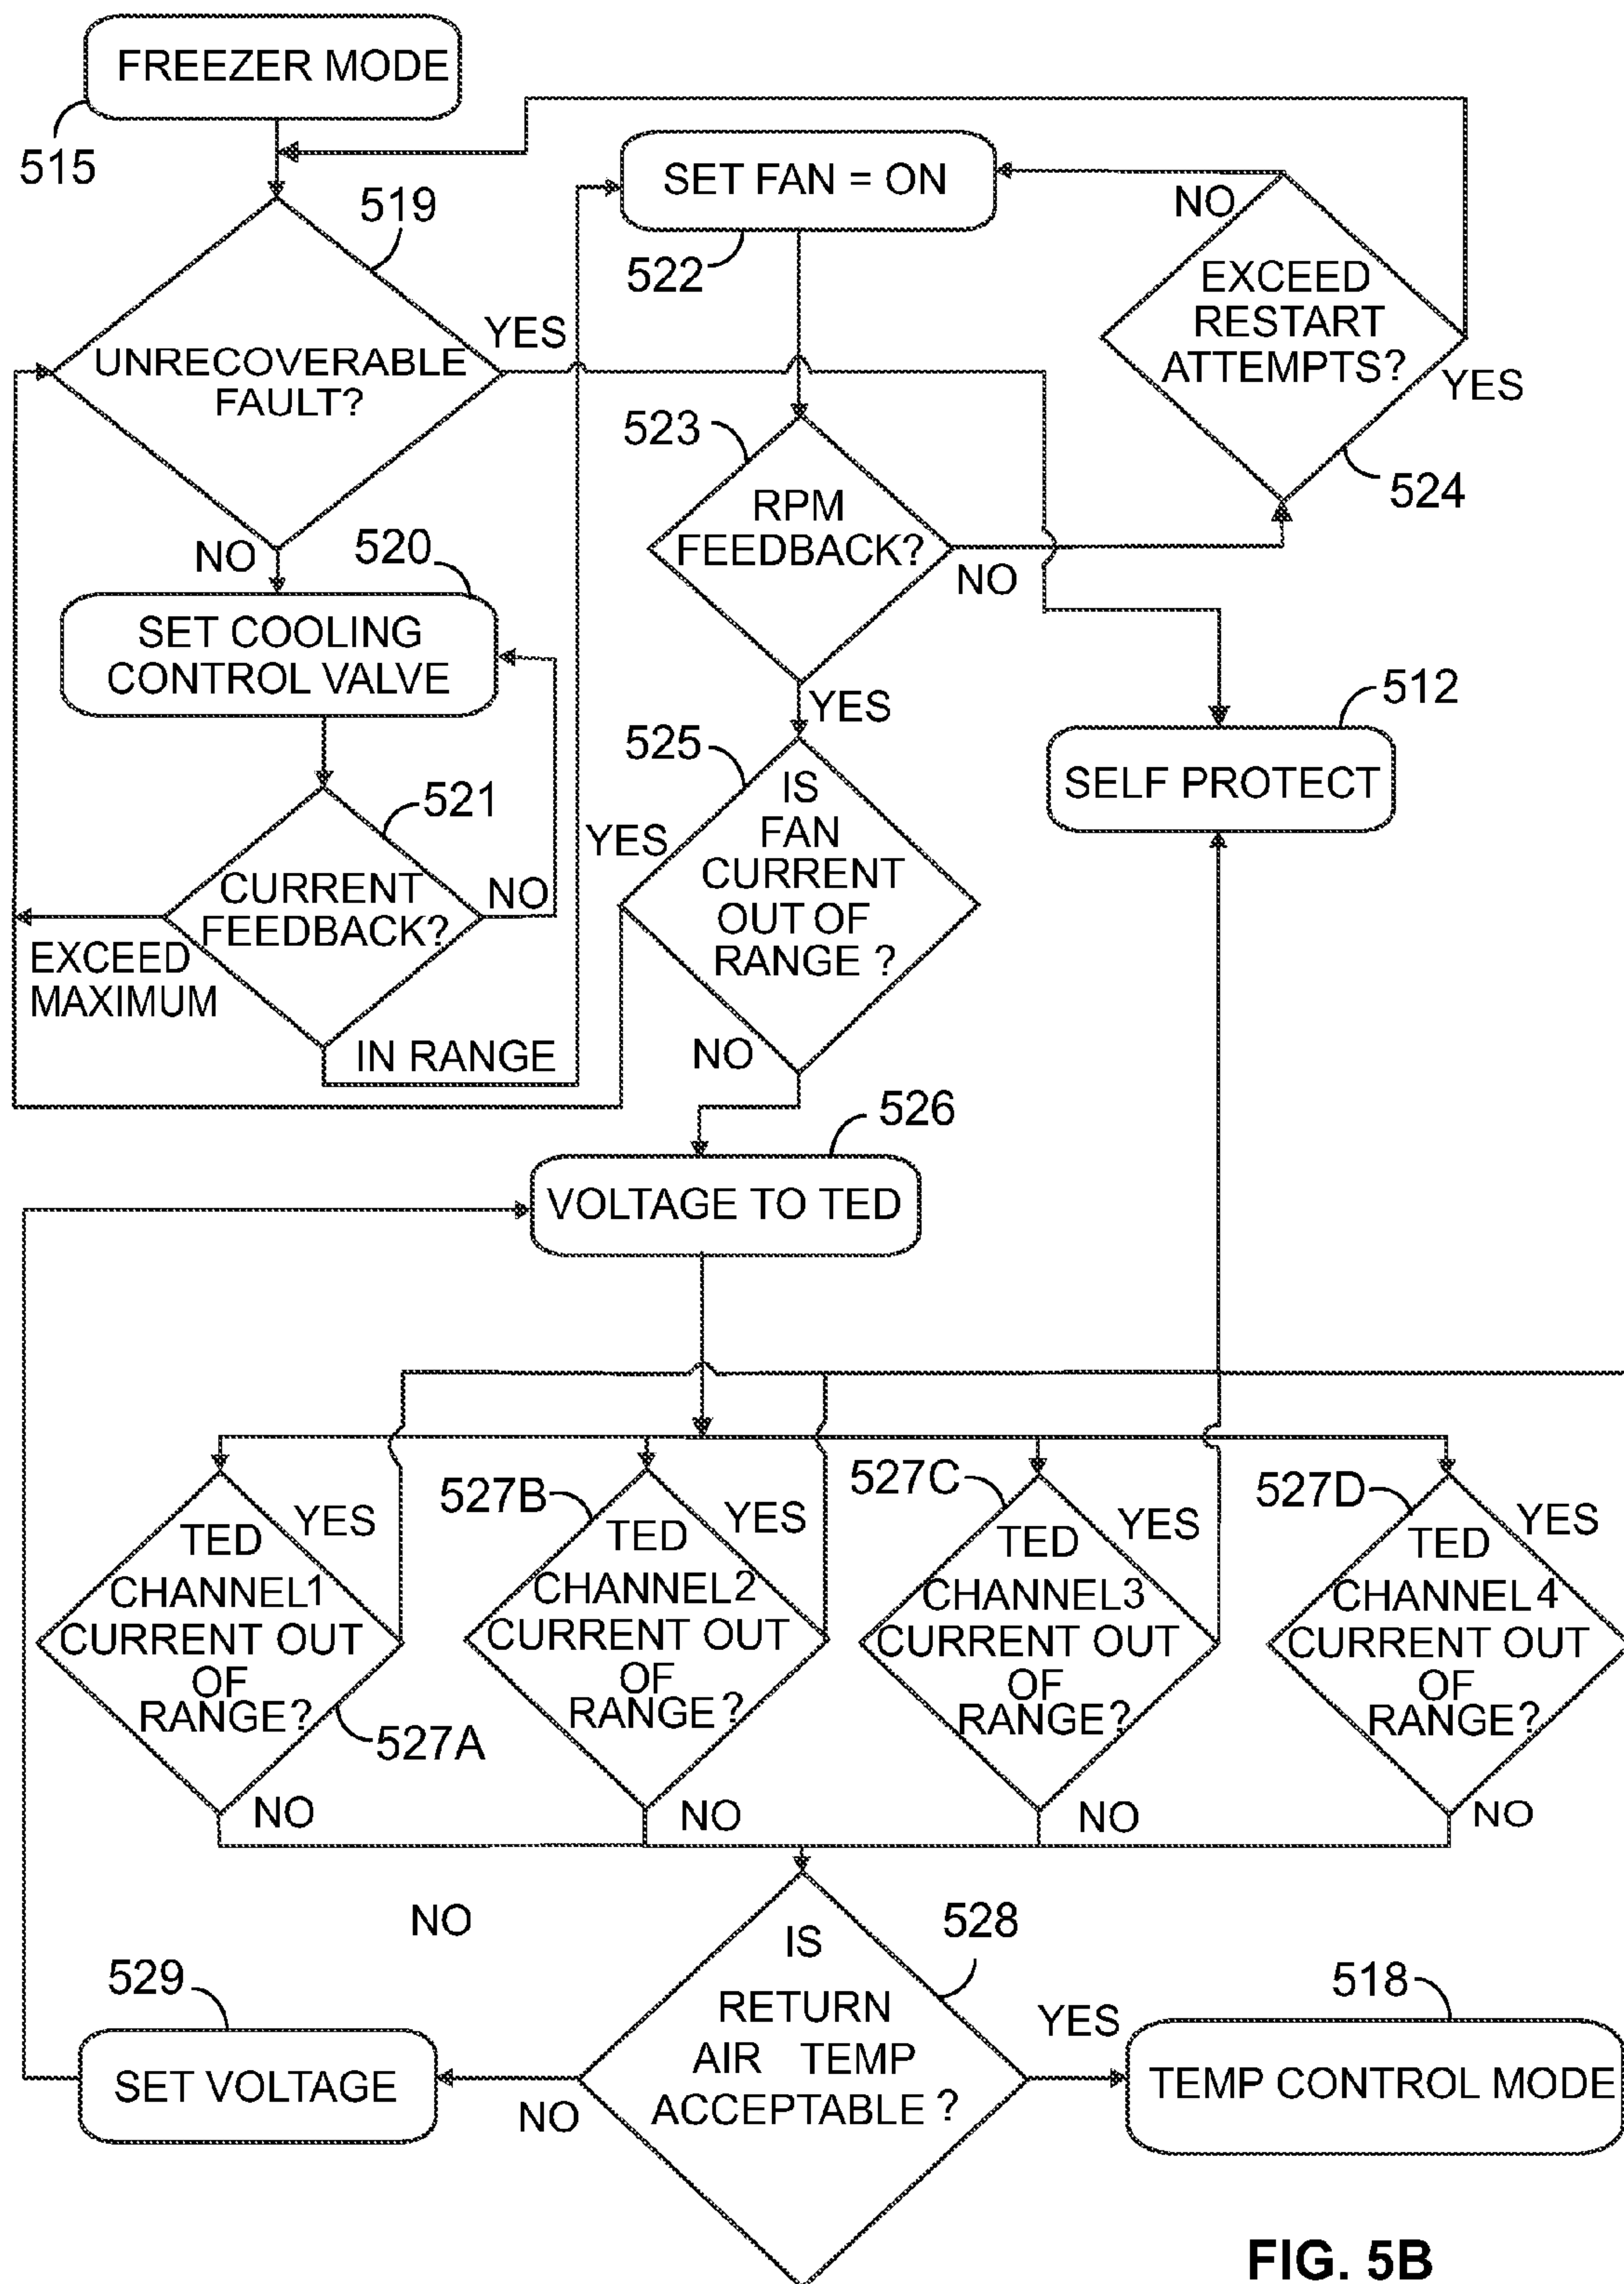 FREEZER MODE
515
519
UNRECOVERABLE
FAULT?
YES
NO
520
SET COOLING
CONTROL VALVE
521
CURRENT
FEEDBACK?
NO
EXCEED
MAXIMUM
IN RANGE
SET FAN = ON
522
NO
EXCEED
RESTART
ATTEMPTS?
YES
524
523
RPM
FEEDBACK?
NO
YES
525
IS
FAN
CURRENT
OUT OF
RANGE ?
YES
NO
512
SELF PROTECT
526
VOLTAGE TO TED
TED
CHANNEL1
CURRENT OUT
OF
RANGE?
YES
527A
NO
527B
TED
CHANNEL2
CURRENT OUT
OF
RANGE?
YES
NO
527C
TED
CHANNEL3
CURRENT OUT
OF
RANGE?
YES
NO
527D
TED
CHANNEL4
CURRENT OUT
OF
RANGE?
YES
NO
NO
528
IS
RETURN
AIR TEMP
ACCEPTABLE ?
NO
YES
529
SET VOLTAGE
518
TEMP CONTROL MODE
FIG. 5B